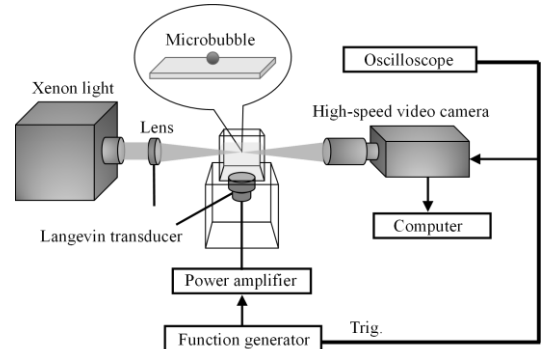 Microbubble
Oscilloscope
Xenon light
High-speed video camera
Lens
Langevin transducer
Computer
Power amplifier
Function generator
Trig.